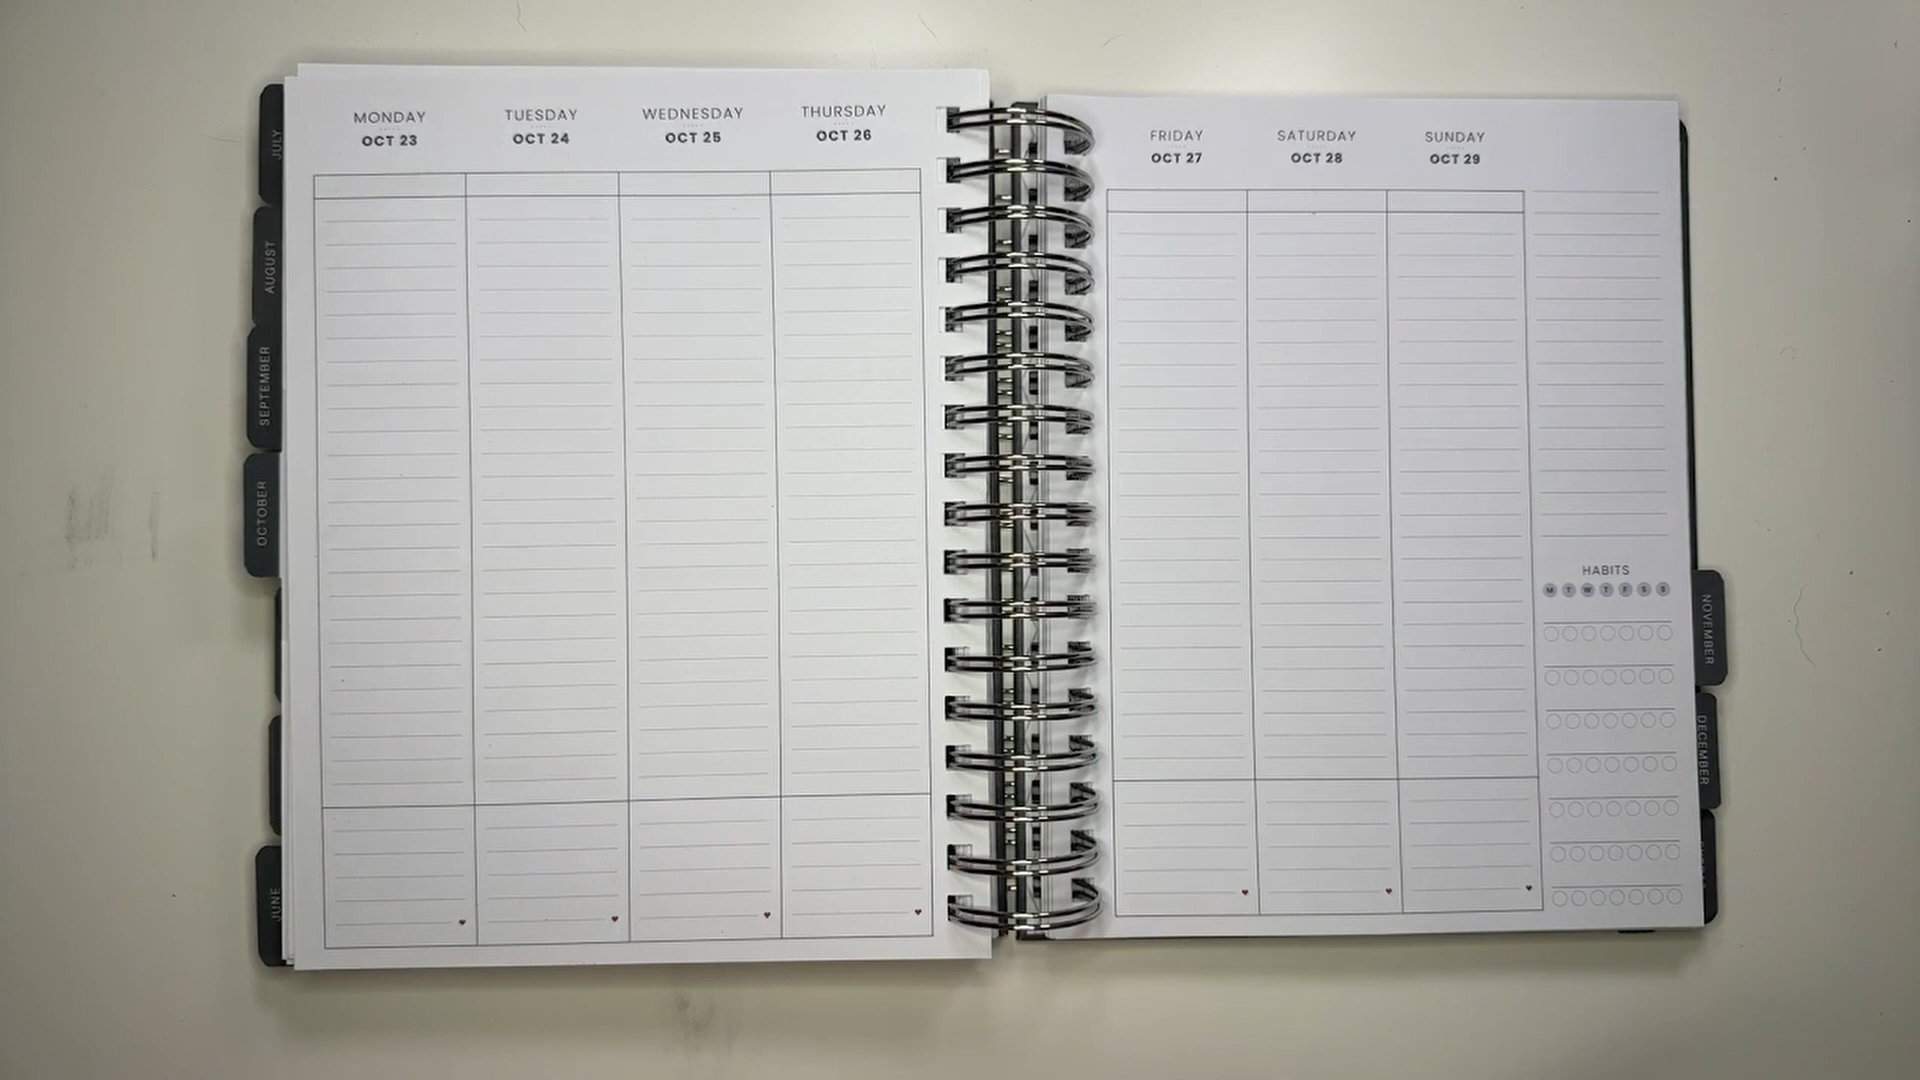 MONDAY
OCT 23
TUESDAY
OCT 24
WEDNESDAY
OCT 25
THURSDAY
OCT 26
FRIDAY
OCT 27
SATURDAY
OCT 28
SUNDAY
OCT 29
HABITS
M T W T F S S
JULY
AUGUST
SEPTEMBER
OCTOBER
JUNE
NOVEMBER
DECEMBER